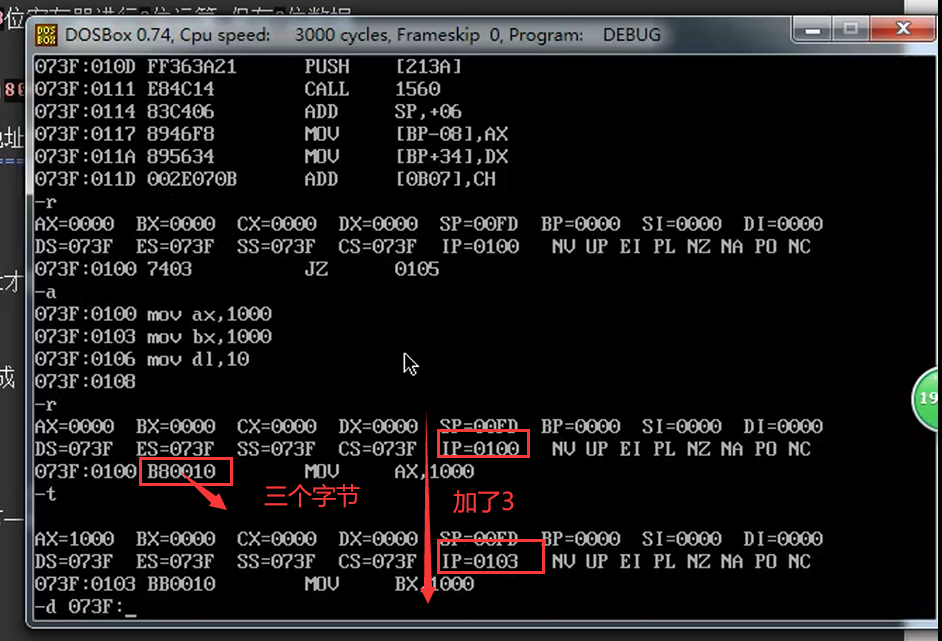 DOSBox 0.74, Cpu speed: 3000 cycles, Frameskip 0, Program: DEBUG
073F:010D FF363A21 PUSH [213A]
073F:0111 E84C14 CALL 1560
073F:0114 83C406 ADD SP,+06
073F:0117 8946F8 MOV [BP-08],AX
073F:011A 895634 MOV [BP+34],DX
073F:011D 002E070B ADD [0B07],CH
-r
AX=0000 BX=0000 CX=0000 DX=0000 SP=00FD BP=0000 SI=0000 DI=0000
DS=073F ES=073F SS=073F CS=073F IP=0100 NV UP EI PL NZ NA PO NC
073F:0100 7403 JZ 0105
-a
073F:0100 mov ax,1000
073F:0103 mov bx,1000
073F:0106 mov dl,10
073F:0108
-r
AX=0000 BX=0000 CX=0000 DX=0000 SP=00FD BP=0000 SI=0000 DI=0000
DS=073F ES=073F SS=073F CS=073F IP=0100 NV UP EI PL NZ NA PO NC
073F:0100 B80010 MOV AX,1000
-t
三个字节
加了3
AX=1000 BX=0000 CX=0000 DX=0000 SP=00FD BP=0000 SI=0000 DI=0000
DS=073F ES=073F SS=073F CS=073F IP=0103 NV UP EI PL NZ NA PO NC
073F:0103 BB0010 MOV BX,1000
-d 073F:_